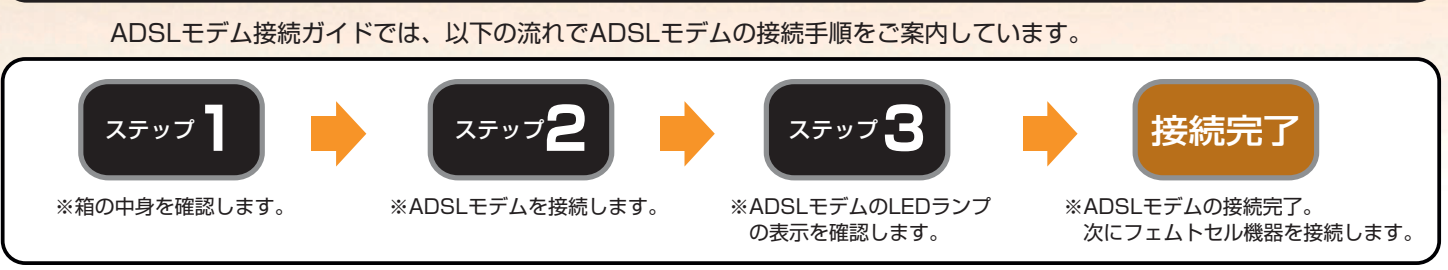 ADSLモデム接続ガイドでは、以下の流れでADSLモデムの接続手順をご案内しています。
ステップ1
※箱の中身を確認します。
ステップ2
※ADSLモデムを接続します。
ステップ3
※ADSLモデムのLEDランプ
の表示を確認します。
接続完了
※ADSLモデムの接続完了。
次にフェムトセル機器を接続します。